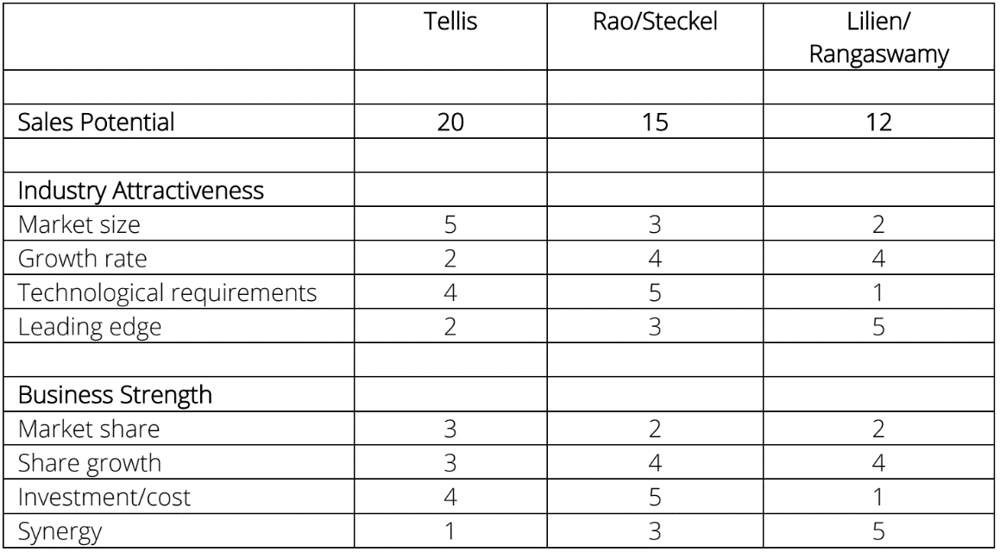 Tellis Rao/Steckel Lilien/
Rangaswamy
Sales Potential 20 15 12
Industry Attractiveness
Market size 5 3 2
Growth rate 2 4 4
Technological requirements 4 5 1
Leading edge 2 3 5
Business Strength
Market share 3 2 2
Share growth 3 4 4
Investment/cost 4 5 1
Synergy 1 3 5